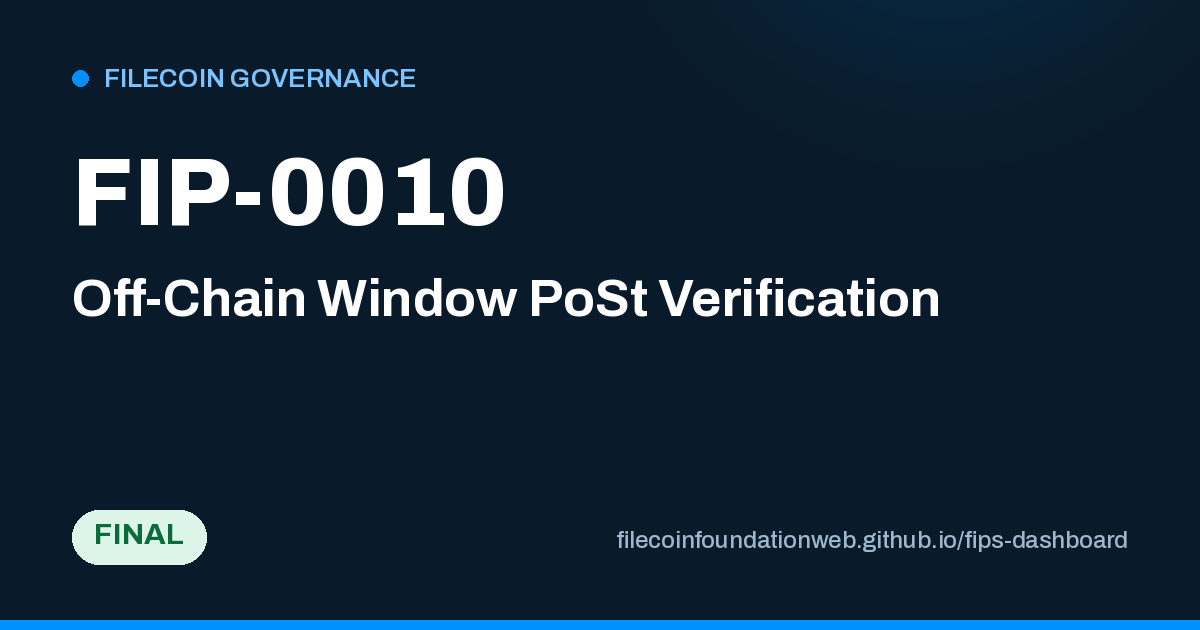 FILECOIN GOVERNANCE
FIP-0010
Off-Chain Window PoSt Verification
FINAL
filecoinfoundationweb.github.io/fips-dashboard